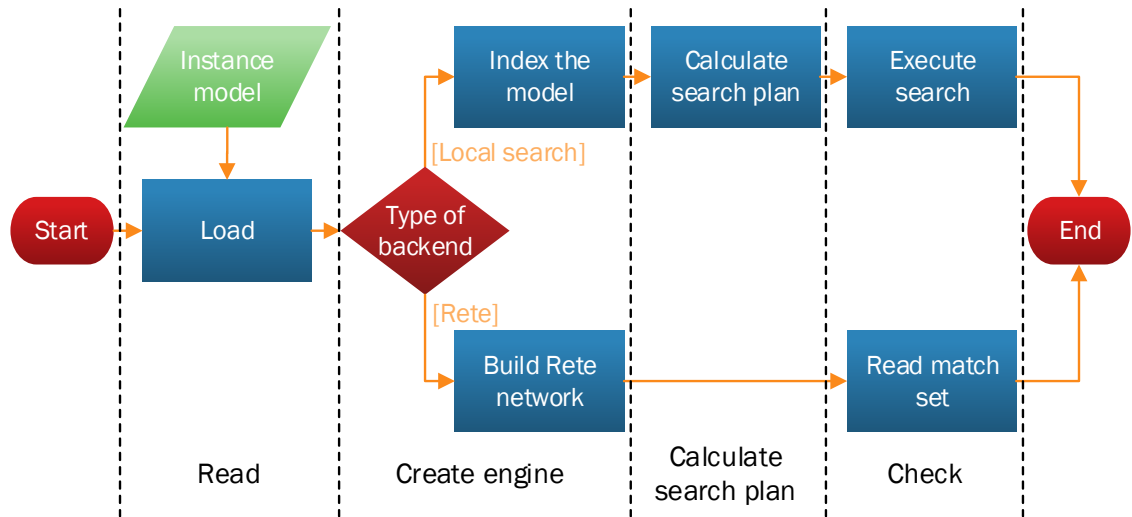 Instance
model
Index the
model
Calculate
search plan
Execute
search
[Local search]
Start
Load
Type of
backend
End
[Rete]
Build Rete
network
Read match
set
Read
Create engine
Calculate
search plan
Check